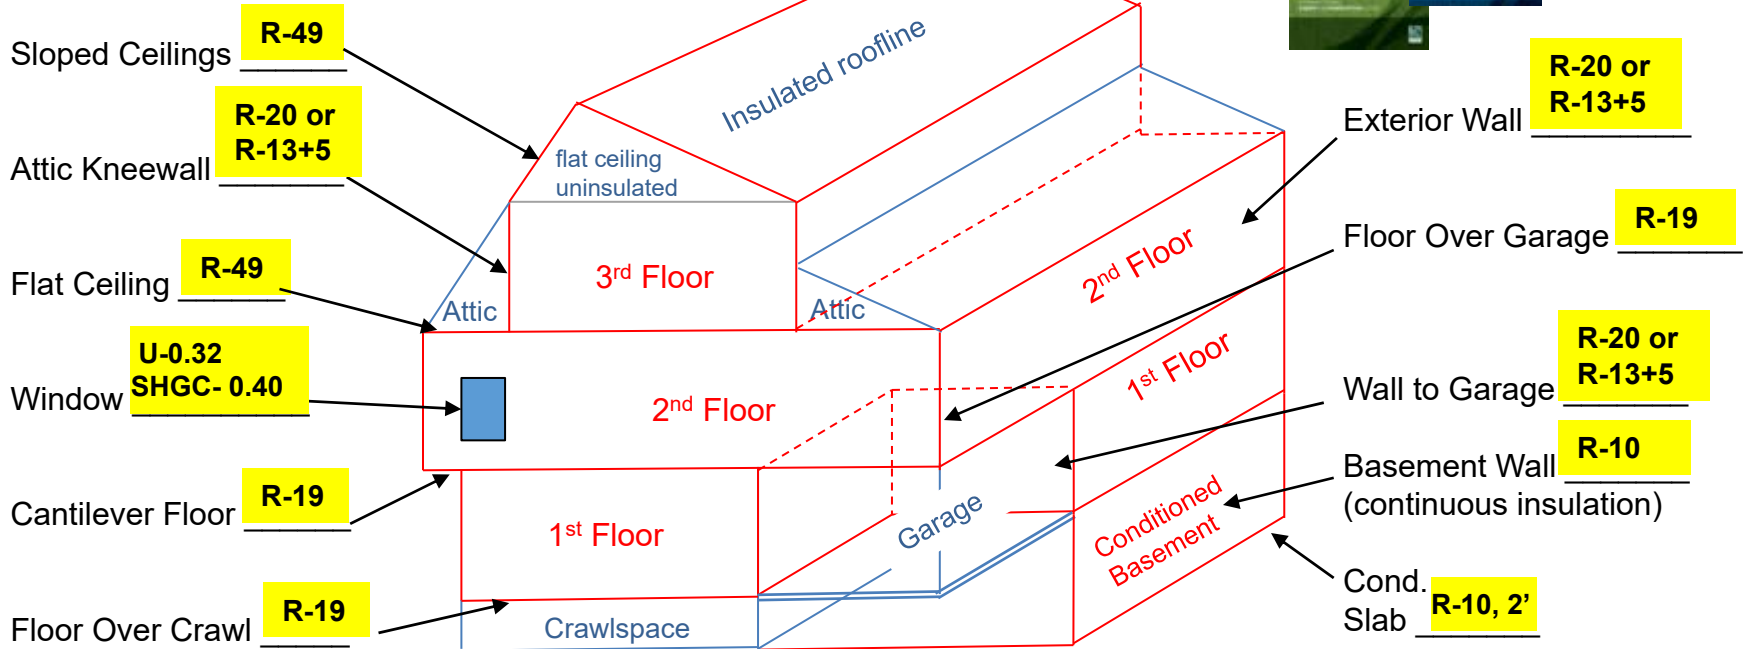 Sloped Ceilings R-49
Attic Kneewall R-20 or
R-13+5
Flat Ceiling R-49
Window U-0.32
SHGC- 0.40
Cantilever Floor R-19
Floor Over Crawl R-19
Insulated roofline
flat ceiling
uninsulated
3rd Floor
Attic
Attic
2nd Floor
2nd Floor
1st Floor
1st Floor
Garage
Conditioned
Basement
Crawlspace
Exterior Wall R-20 or
R-13+5
Floor Over Garage R-19
Wall to Garage R-20 or
R-13+5
Basement Wall R-10
(continuous insulation)
Cond.
Slab R-10, 2’